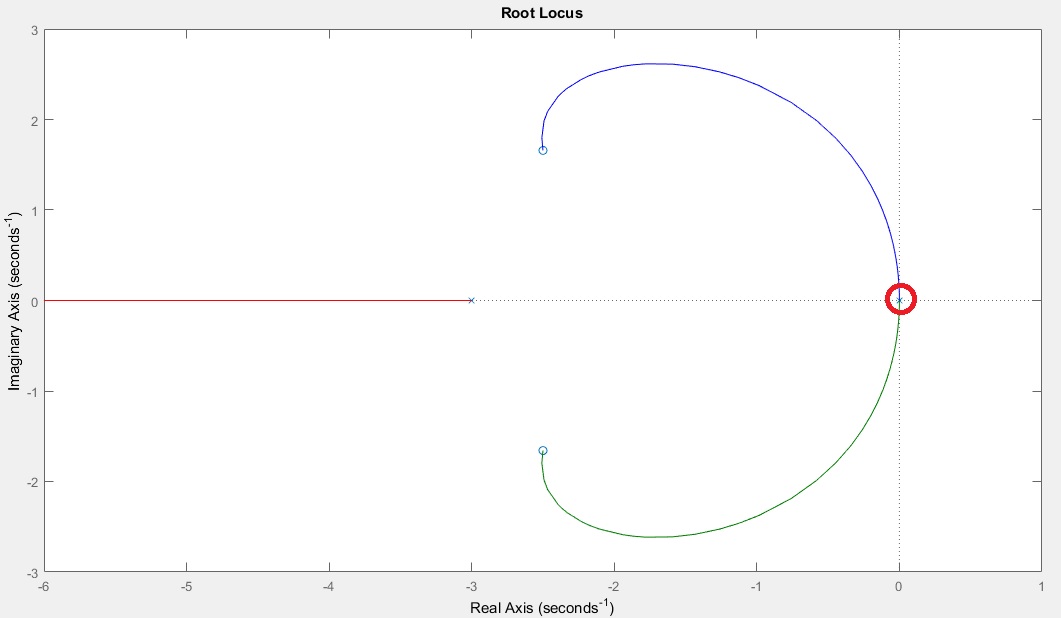 Root Locus
3
2
1
0
-1
-2
-3
Imaginary Axis (seconds⁻¹)
-6 -5 -4 -3 -2 -1 0 1
Real Axis (seconds⁻¹)